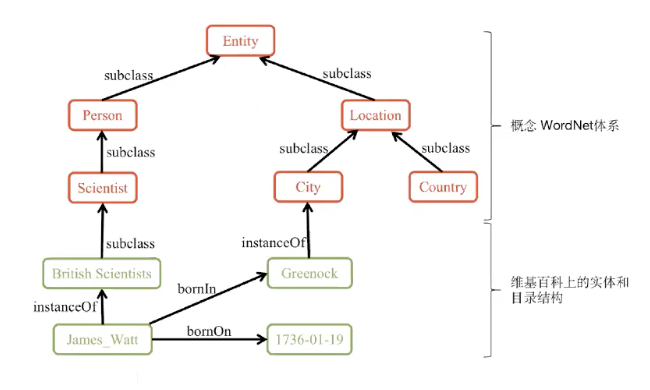 Entity
subclass
subclass
Person
Location
概念 WordNet体系
subclass
subclass
subclass
Scientist
City
Country
subclass
instanceOf
British Scientists
Greenock
维基百科上的实体和
目录结构
bornIn
instanceOf
James_Watt
bornOn
1736-01-19